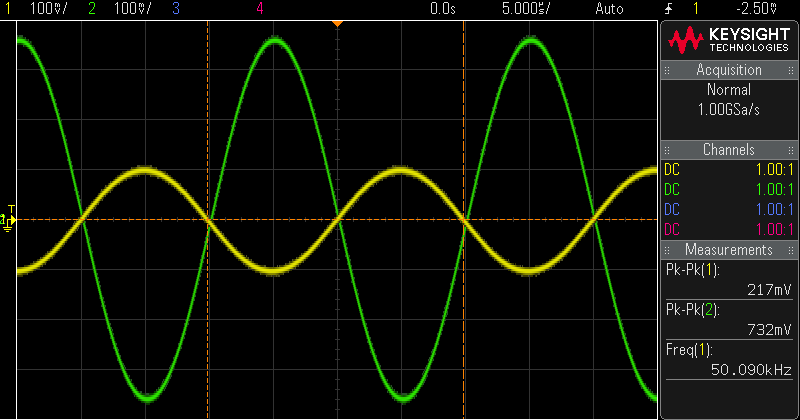 1 100mV/ 2 100mV/ 3 4 0.0s 5.000us/ Auto 1 -2.50mV
KEYSIGHT
TECHNOLOGIES
Acquisition
Normal
1.00GSa/s
Channels
DC 1.00:1
DC 1.00:1
DC 1.00:1
DC 1.00:1
Measurements
Pk-Pk(1):
217mV
Pk-Pk(2):
732mV
Freq(1):
50.090kHz
T